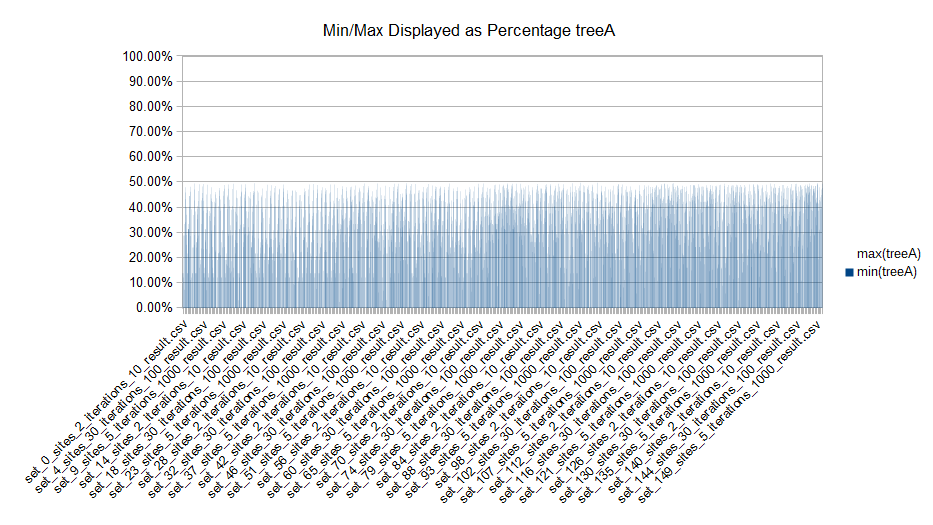 Min/Max Displayed as Percentage treeA
100.00%
90.00%
80.00%
70.00%
60.00%
50.00%
40.00%
30.00%
20.00%
10.00%
0.00%
max(treeA)
min(treeA)
set_0_sites_2_iterations_10_result.csv
set_4_sites_30_iterations_100_result.csv
set_9_sites_5_iterations_1000_result.csv
set_14_sites_2_iterations_10_result.csv
set_18_sites_30_iterations_100_result.csv
set_23_sites_5_iterations_1000_result.csv
set_28_sites_2_iterations_10_result.csv
set_32_sites_30_iterations_100_result.csv
set_37_sites_5_iterations_1000_result.csv
set_42_sites_2_iterations_10_result.csv
set_46_sites_30_iterations_100_result.csv
set_51_sites_5_iterations_1000_result.csv
set_56_sites_2_iterations_10_result.csv
set_60_sites_30_iterations_100_result.csv
set_65_sites_5_iterations_1000_result.csv
set_70_sites_2_iterations_10_result.csv
set_74_sites_30_iterations_100_result.csv
set_79_sites_5_iterations_1000_result.csv
set_84_sites_2_iterations_10_result.csv
set_88_sites_30_iterations_100_result.csv
set_93_sites_5_iterations_1000_result.csv
set_98_sites_2_iterations_10_result.csv
set_102_sites_30_iterations_100_result.csv
set_107_sites_5_iterations_1000_result.csv
set_112_sites_2_iterations_10_result.csv
set_116_sites_30_iterations_100_result.csv
set_121_sites_5_iterations_1000_result.csv
set_126_sites_2_iterations_10_result.csv
set_130_sites_30_iterations_100_result.csv
set_135_sites_5_iterations_1000_result.csv
set_140_sites_2_iterations_10_result.csv
set_144_sites_30_iterations_100_result.csv
set_149_sites_5_iterations_1000_result.csv